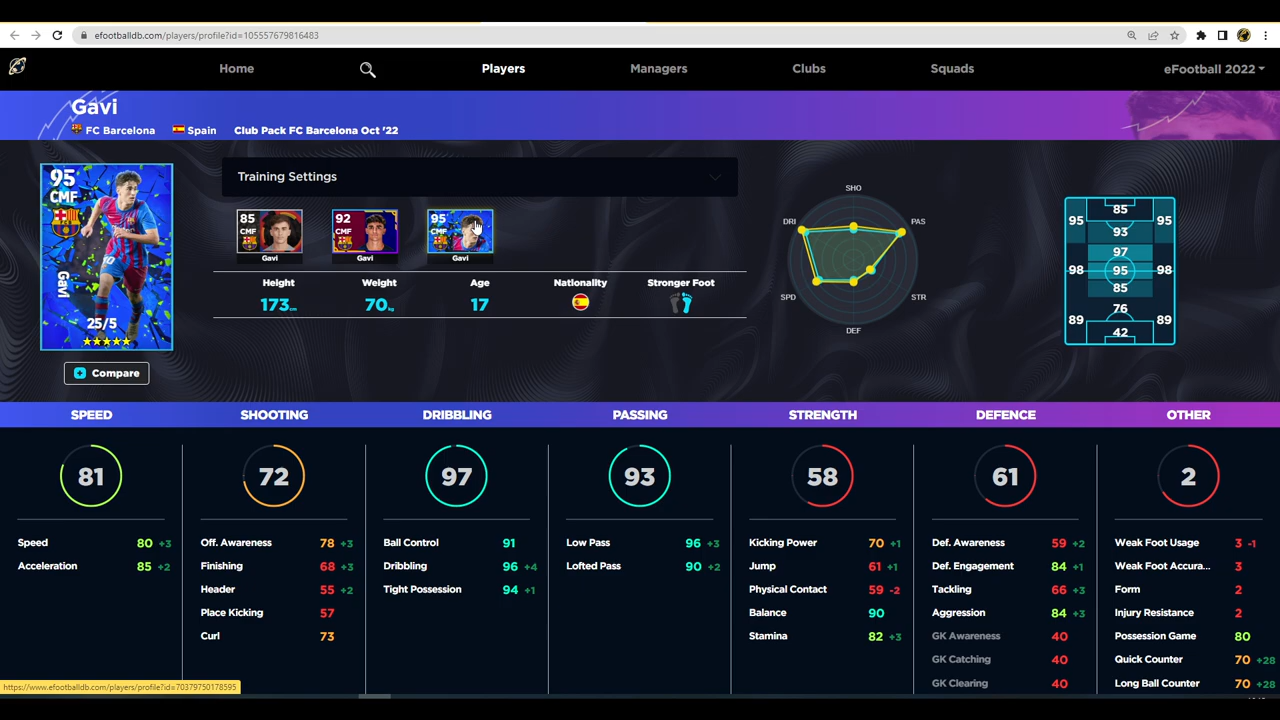 efootballdb.com/players/profile?id=105557679816483
Home
Players
Managers
Clubs
Squads
eFootball 2022
Gavi
FC Barcelona
Spain
Club Pack FC Barcelona Oct '22
95
CMF
GAVI
25/5
★★★★★
Compare
Training Settings
85
CMF
Gavi
92
CMF
Gavi
95
CMF
Gavi
Height
Weight
Age
Nationality
Stronger Foot
173cm
70kg
17
SHO
PAS
STR
DEF
SPD
DRI
85
95
93
95
97
98
95
98
85
76
89
89
42
SPEED
SHOOTING
DRIBBLING
PASSING
STRENGTH
DEFENCE
OTHER
81
72
97
93
58
61
2
Speed 80 +3
Acceleration 85 +2
Off. Awareness 78 +3
Finishing 68 +3
Header 55 +2
Place Kicking 57
Curl 73
Ball Control 91
Dribbling 96 +4
Tight Possession 94 +1
Low Pass 96 +3
Lofted Pass 90 +2
Kicking Power 70 +1
Jump 61 +1
Physical Contact 59 -2
Balance 90
Stamina 82 +3
Def. Awareness 59 +2
Def. Engagement 84 +1
Tackling 66 +3
Aggression 84 +3
GK Awareness 40
GK Catching 40
GK Clearing 40
Weak Foot Usage 3 -1
Weak Foot Accura... 3
Form 2
Injury Resistance 2
Possession Game 80
Quick Counter 70 +28
Long Ball Counter 70 +28
https://www.efootballdb.com/players/profile?id=70379750178595